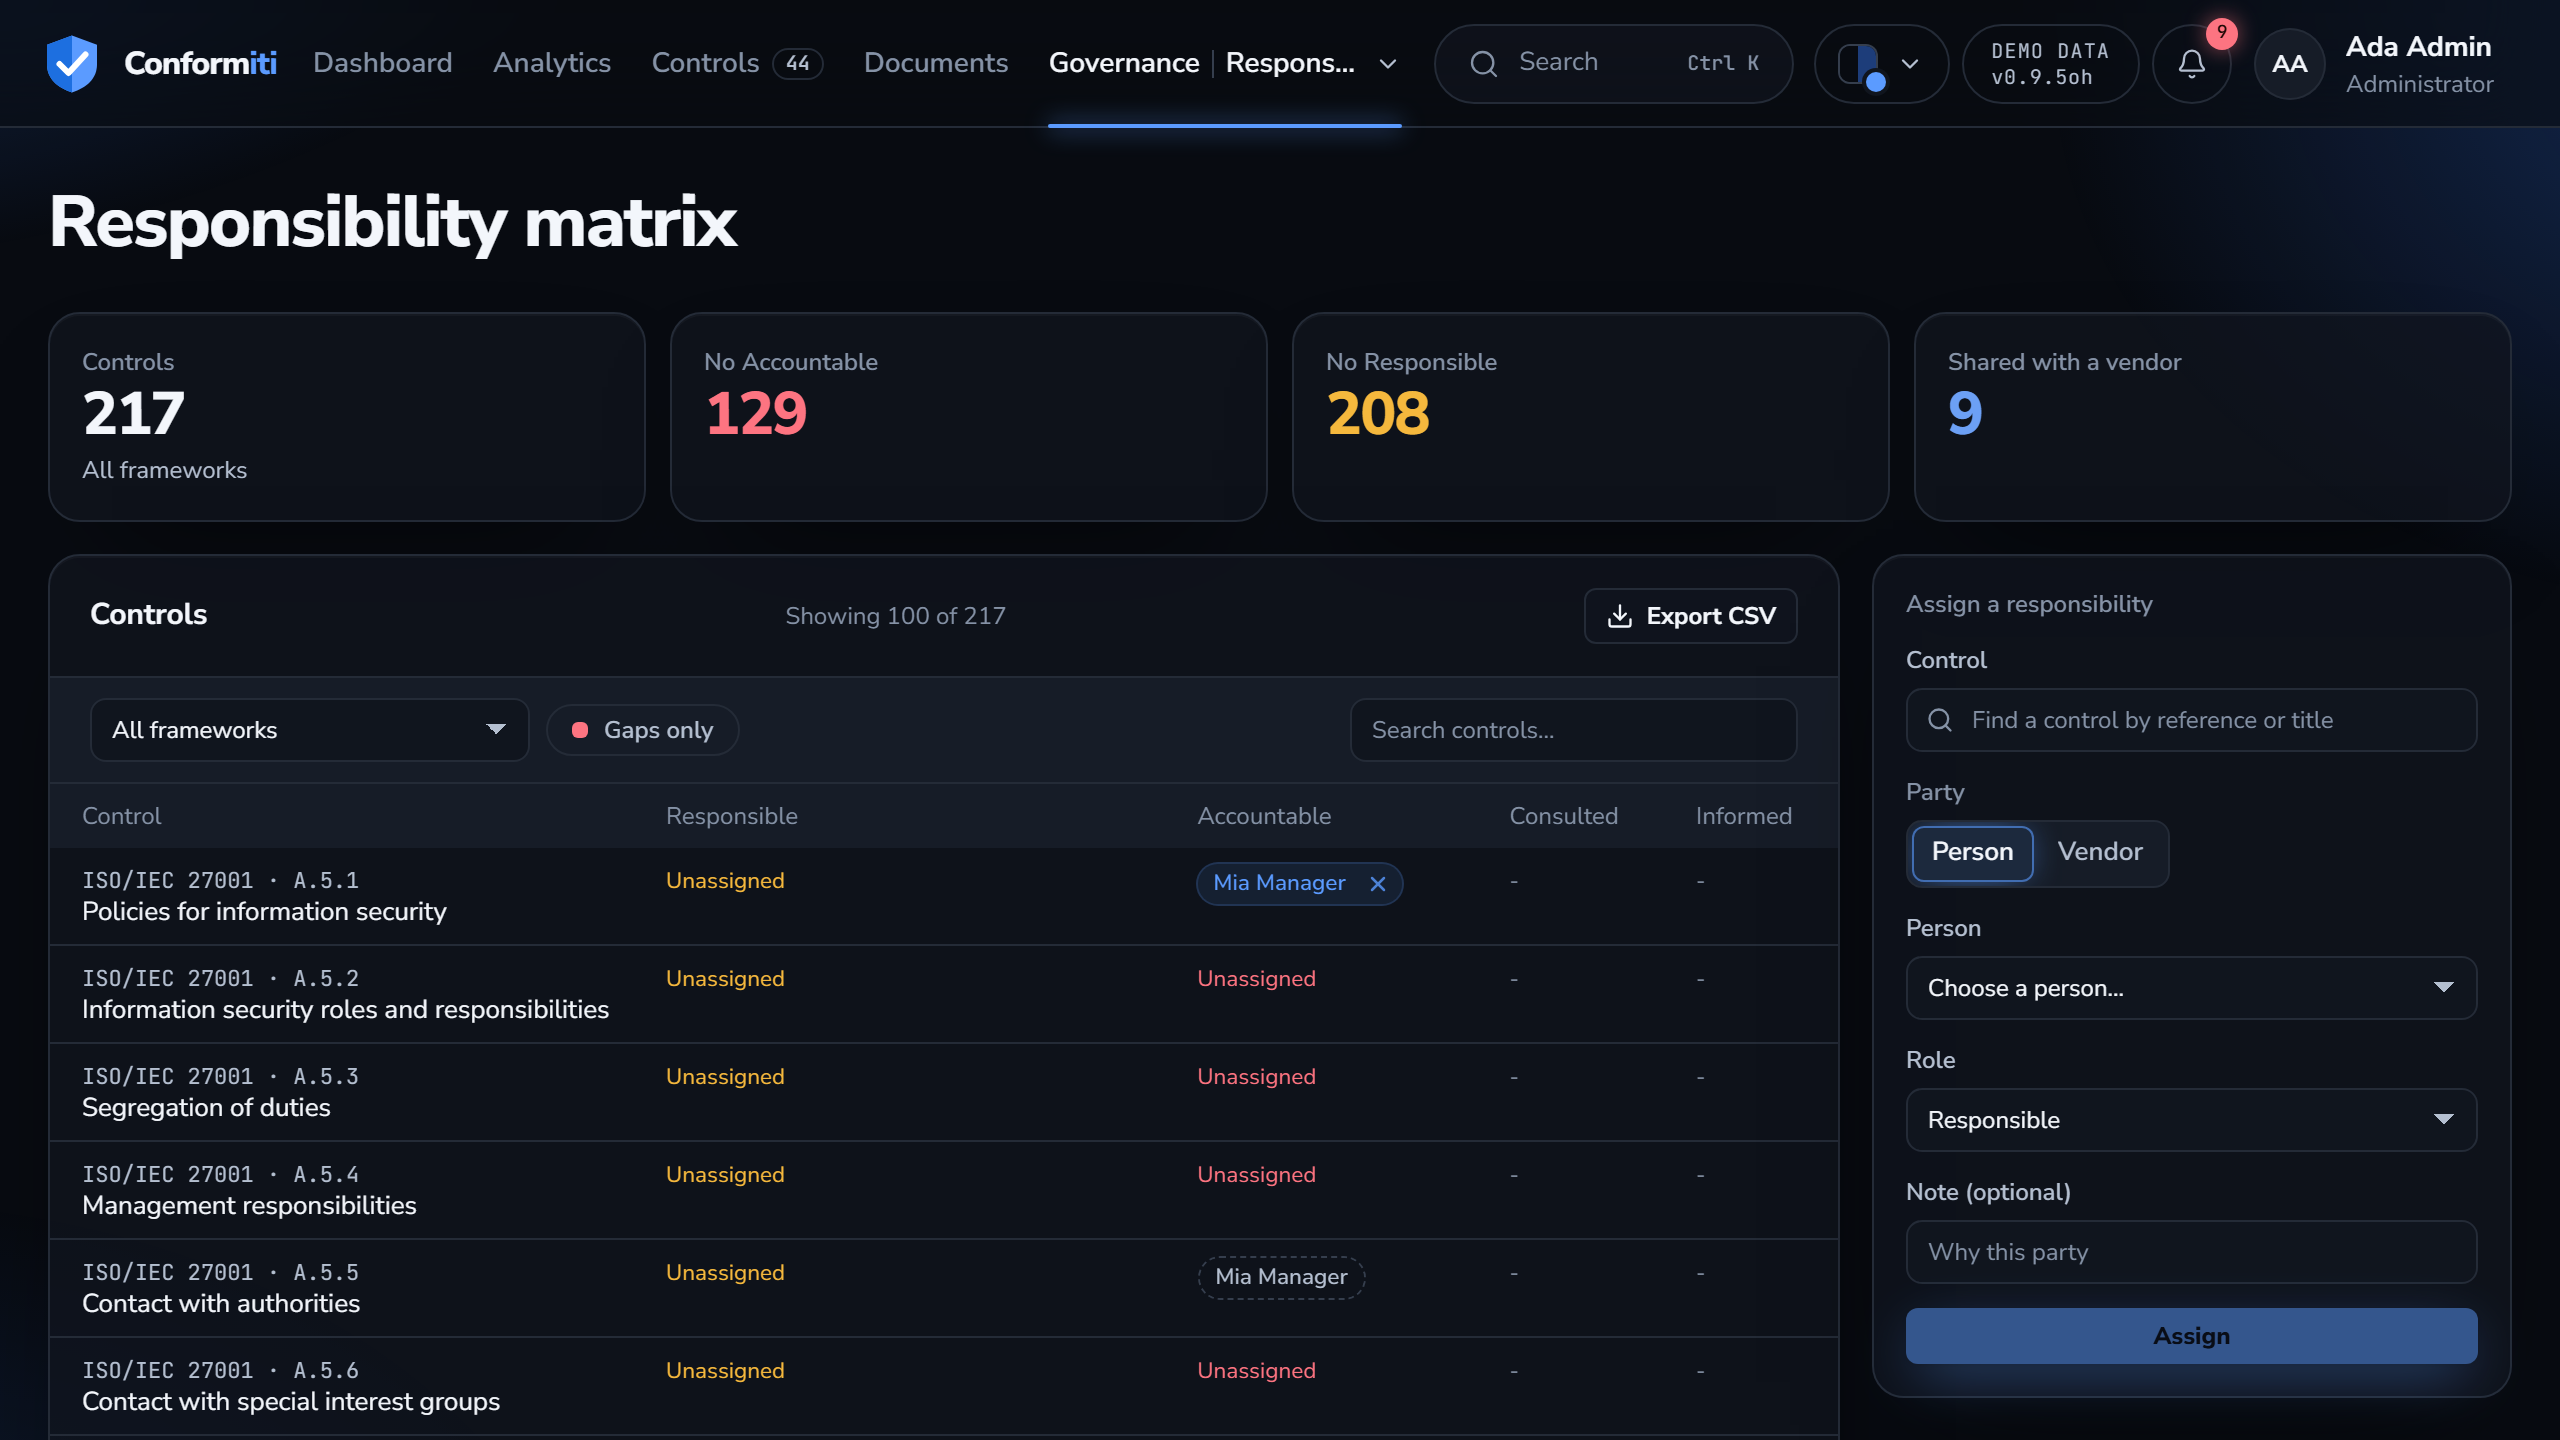 Conformiti
Dashboard
Analytics
Controls 44
Documents
Governance | Respons...
Search Ctrl K
DEMO DATA
v0.9.5oh
9
AA
Ada Admin
Administrator
Responsibility matrix
Controls
217
All frameworks
No Accountable
129
No Responsible
208
Shared with a vendor
9
Controls
Showing 100 of 217
Export CSV
All frameworks
Gaps only
Search controls...
Control Responsible Accountable Consulted Informed
ISO/IEC 27001 · A.5.1 Unassigned Mia Manager - -
Policies for information security
ISO/IEC 27001 · A.5.2 Unassigned Unassigned - -
Information security roles and responsibilities
ISO/IEC 27001 · A.5.3 Unassigned Unassigned - -
Segregation of duties
ISO/IEC 27001 · A.5.4 Unassigned Unassigned - -
Management responsibilities
ISO/IEC 27001 · A.5.5 Unassigned Mia Manager - -
Contact with authorities
ISO/IEC 27001 · A.5.6 Unassigned Unassigned - -
Contact with special interest groups
Assign a responsibility
Control
Find a control by reference or title
Party
Person Vendor
Person
Choose a person...
Role
Responsible
Note (optional)
Why this party
Assign